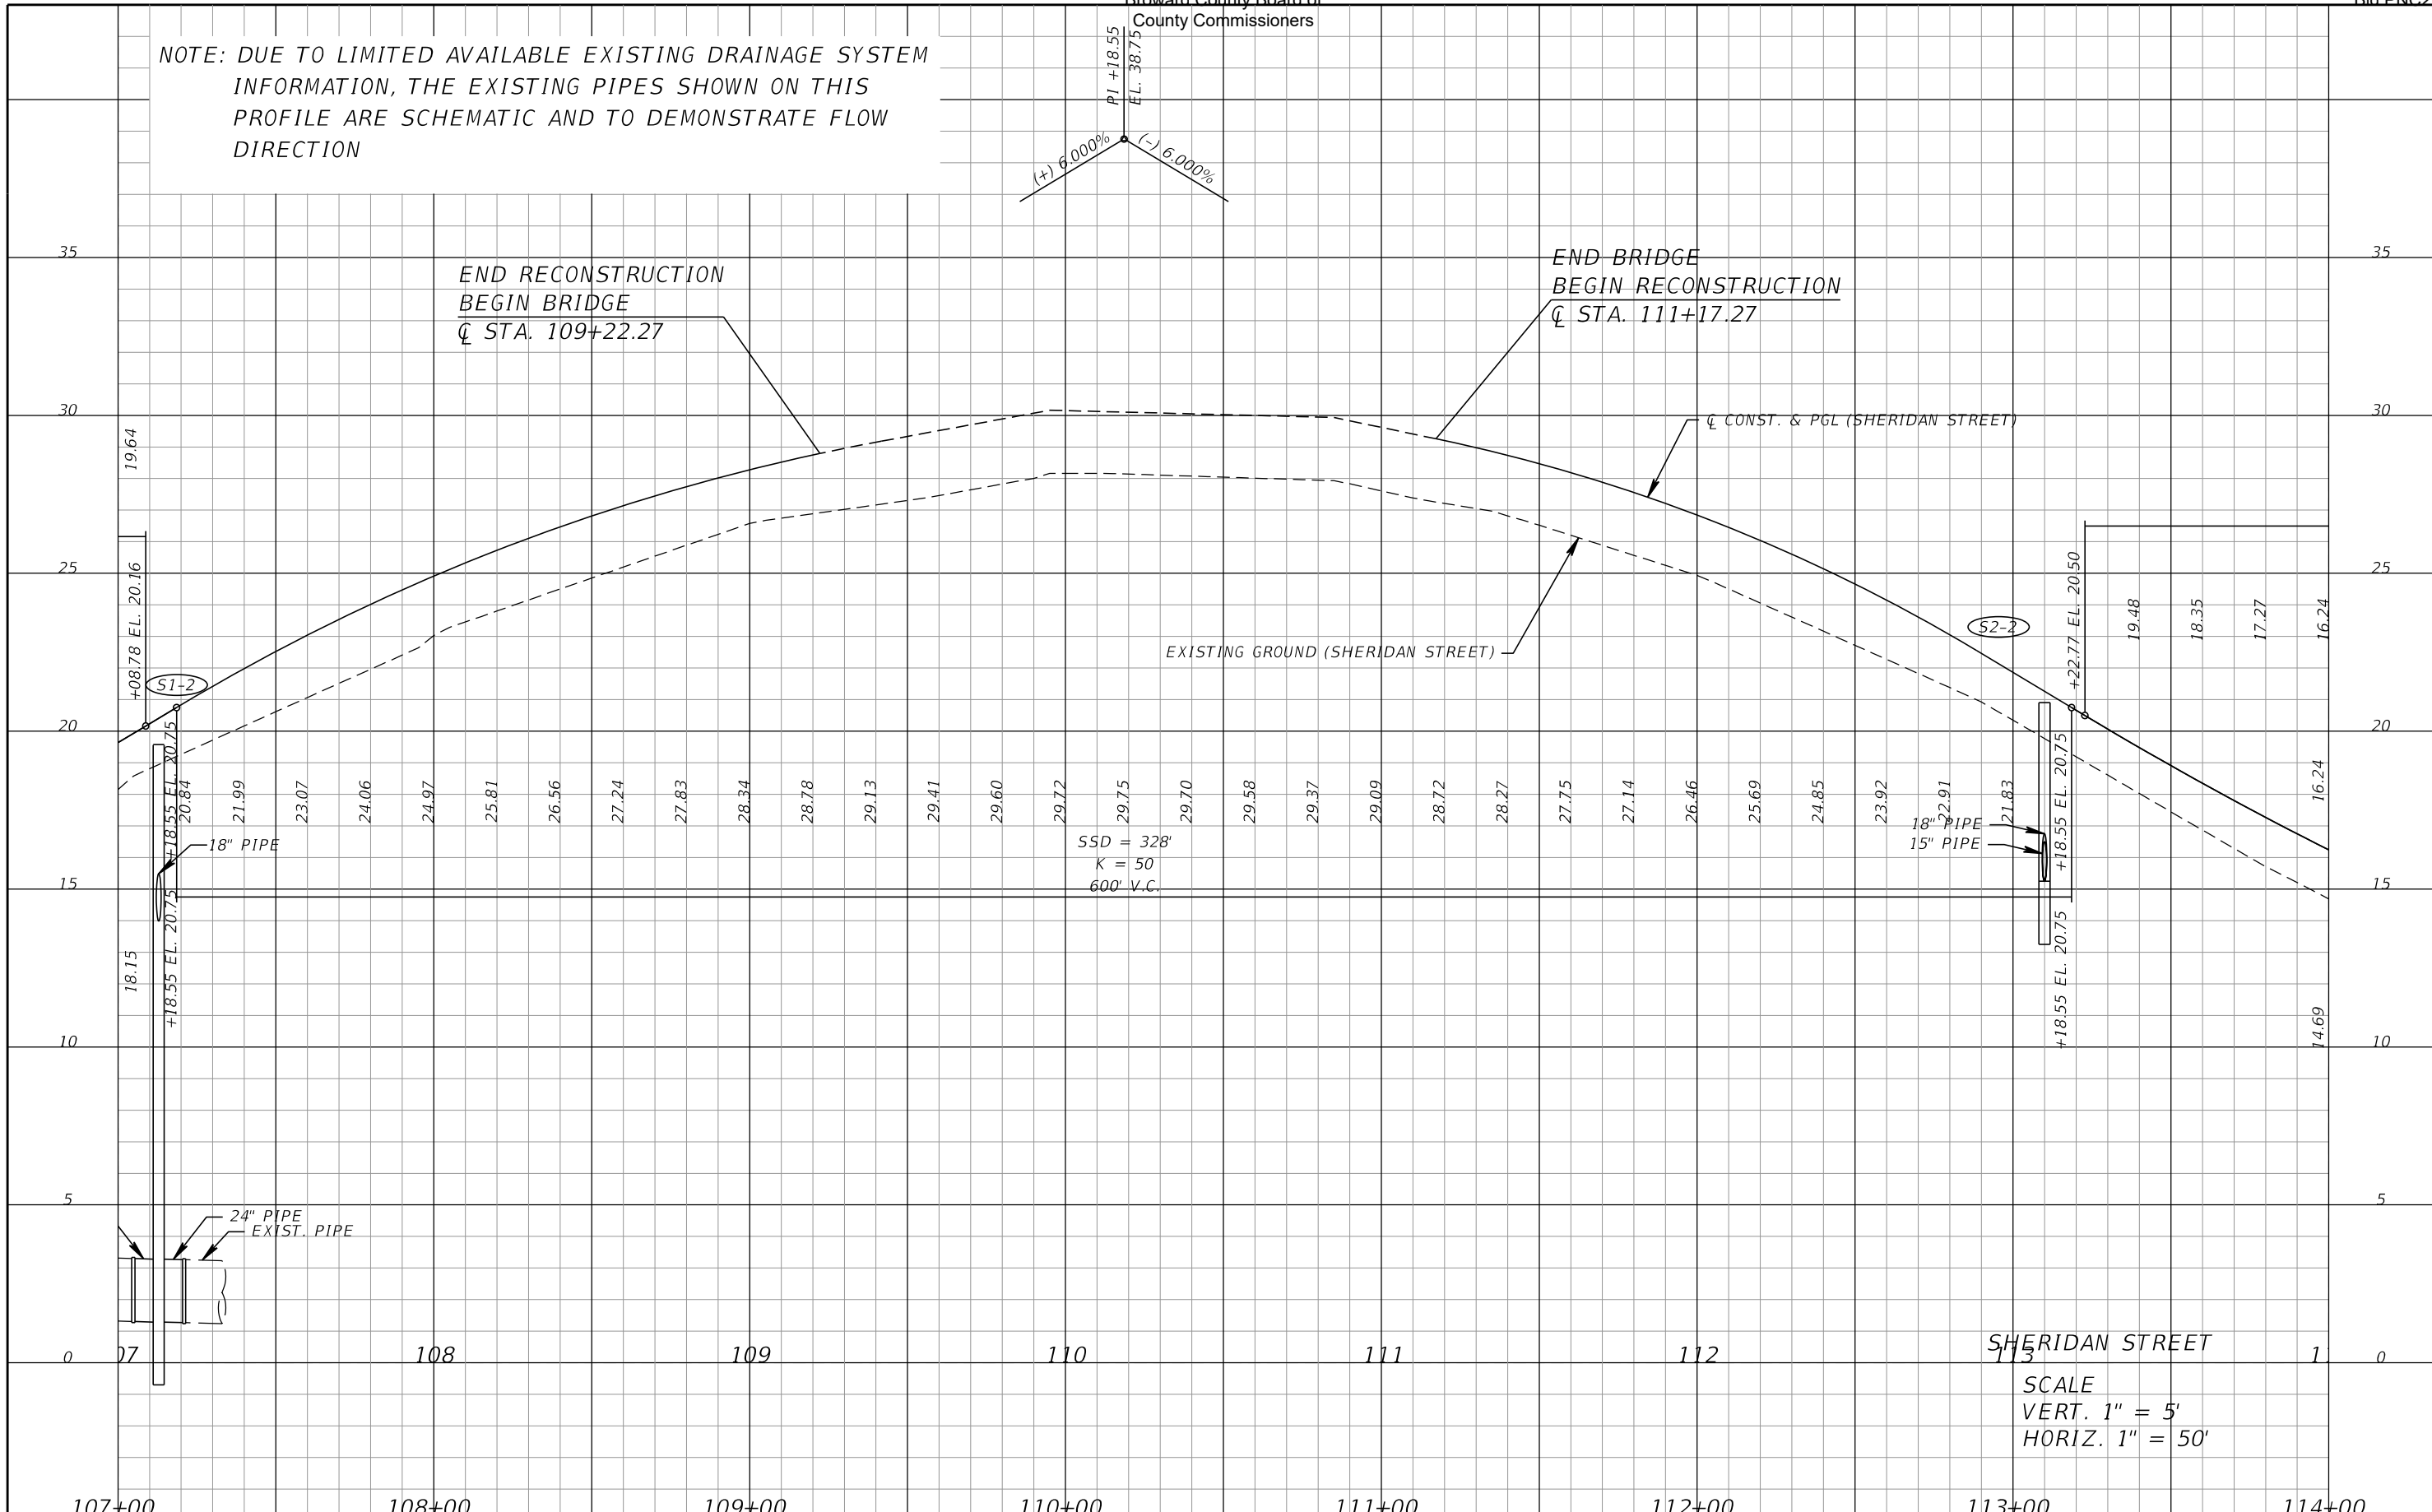 Broward County Board of
County Commissioners
NOTE: DUE TO LIMITED AVAILABLE EXISTING DRAINAGE SYSTEM
INFORMATION, THE EXISTING PIPES SHOWN ON THIS
PROFILE ARE SCHEMATIC AND TO DEMONSTRATE FLOW
DIRECTION
PI +18.55
EL. 38.75
(+) 6.000%
(-) 6.000%
35
35
END RECONSTRUCTION
BEGIN BRIDGE
℄ STA. 109+22.27
END BRIDGE
BEGIN RECONSTRUCTION
℄ STA. 111+17.27
30
30
℄ CONST. & PGL (SHERIDAN STREET)
19.64
25
25
+08.78 EL. 20.16
+22.77 EL. 20.50
19.48
18.35
17.27
16.24
S2-2
EXISTING GROUND (SHERIDAN STREET)
S1-2
20
20
+18.55 EL. 20.75
20.84
21.99
23.07
24.06
24.97
25.81
26.56
27.24
27.83
28.34
28.78
29.13
29.41
29.60
29.72
29.75
29.70
29.58
29.37
29.09
28.72
28.27
27.75
27.14
26.46
25.69
24.85
23.92
22.91
21.83
+18.55 EL. 20.75
16.24
18" PIPE
15" PIPE
18" PIPE
SSD = 328'
K = 50
600' V.C.
15
15
18.15
+18.55 EL. 20.75
+18.55 EL. 20.75
14.69
10
10
5
5
24" PIPE
EXIST. PIPE
0
07
108
109
110
111
112
113
11
0
SHERIDAN STREET
SCALE
VERT. 1" = 5'
HORIZ. 1" = 50'
107+00
108+00
109+00
110+00
111+00
112+00
113+00
114+00